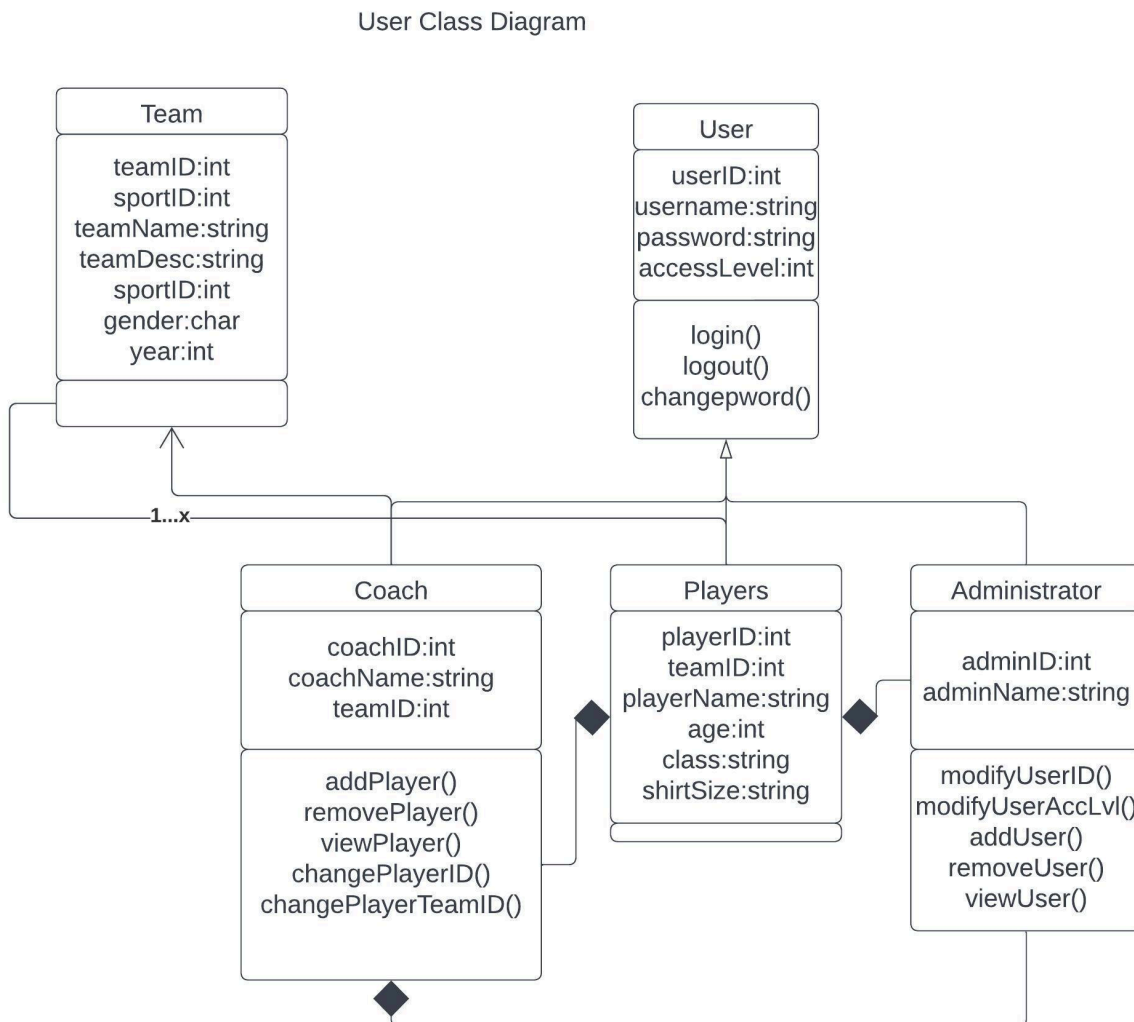 User Class Diagram
Team
teamID:int
sportID:int
teamName:string
teamDesc:string
sportID:int
gender:char
year:int
User
userID:int
username:string
password:string
accessLevel:int
login()
logout()
changepword()
1...x
Coach
coachID:int
coachName:string
teamID:int
addPlayer()
removePlayer()
viewPlayer()
changePlayerID()
changePlayerTeamID()
Players
playerID:int
teamID:int
playerName:string
age:int
class:string
shirtSize:string
Administrator
adminID:int
adminName:string
modifyUserID()
modifyUserAccLvl()
addUser()
removeUser()
viewUser()